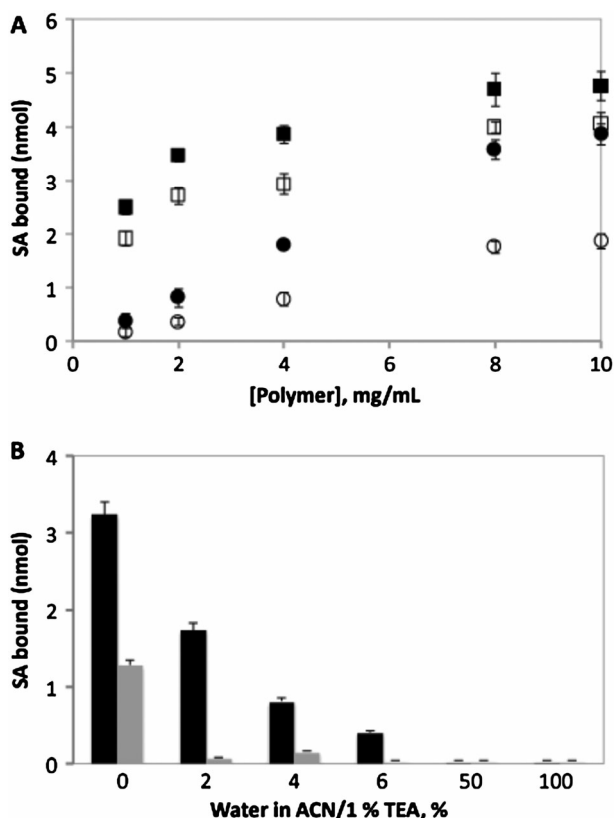 A
6
5
4
3
2
1
0
SA bound (nmol)
0 2 4 6 8 10
[Polymer], mg/mL
B
4
3
2
1
0
SA bound (nmol)
0 2 4 6 50 100
Water in ACN/1 % TEA, %